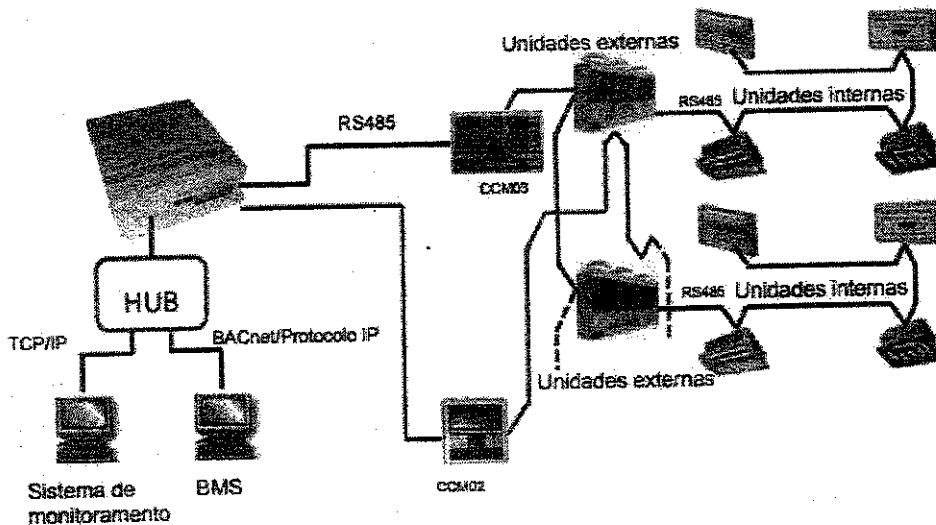 Unidades externas
RS485
RS485
Unidades internas
CCM03
HUB
TCP/IP
BACnet/Protocolo IP
RS485
Unidades internas
Unidades externas
Sistema de
monitoramento
BMS
CCM02